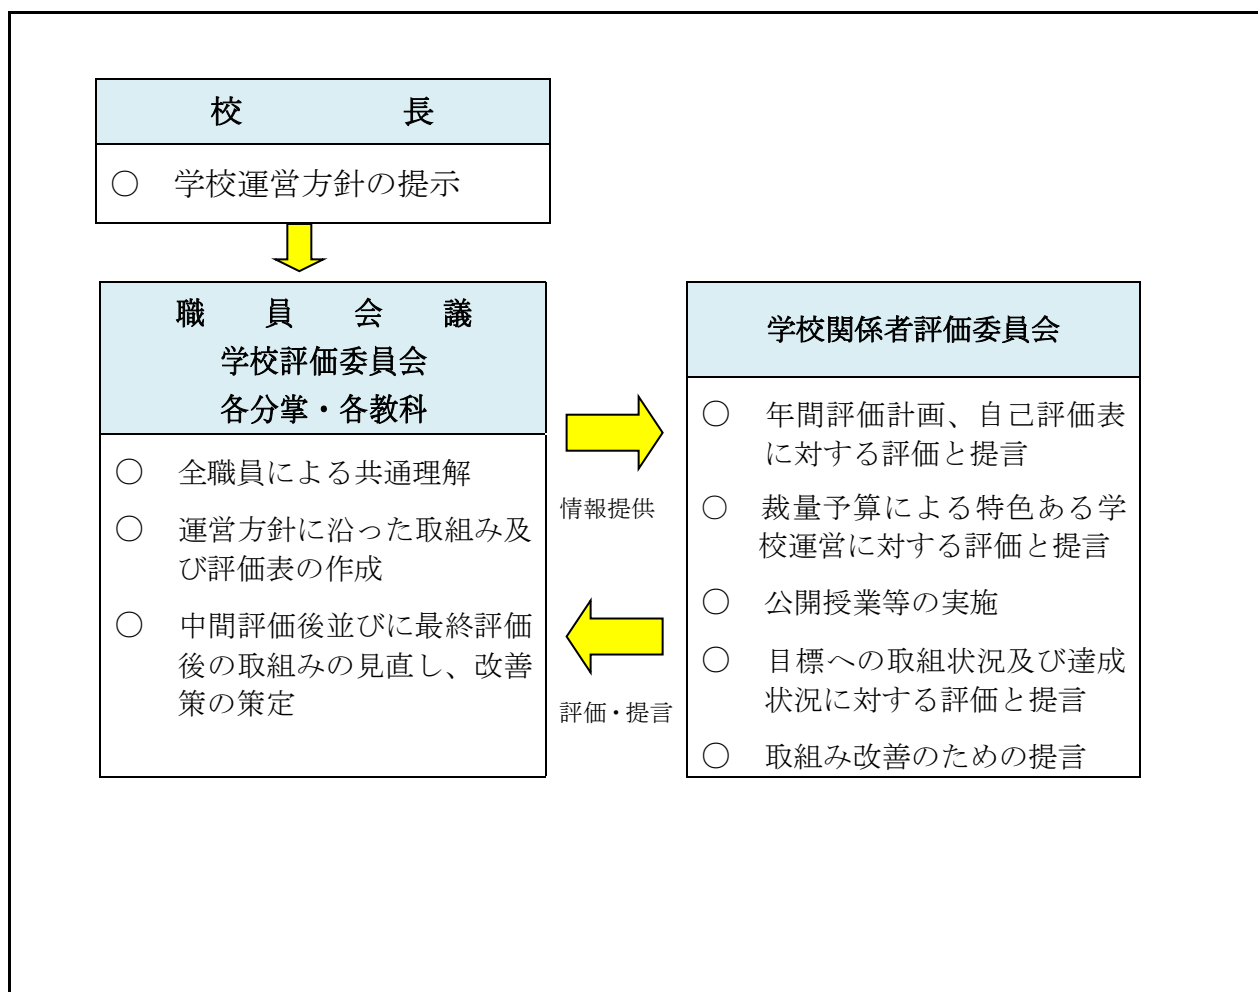 校　　　　長
○　学校運営方針の提示
職　員　会　議
学校評価委員会
各分掌・各教科
○　全職員による共通理解
○　運営方針に沿った取組み及
び評価表の作成
○　中間評価後並びに最終評価
後の取組みの見直し、改善
策の策定
情報提供
評価・提言
学校関係者評価委員会
○　年間評価計画、自己評価表
に対する評価と提言
○　裁量予算による特色ある学
校運営に対する評価と提言
○　公開授業等の実施
○　目標への取組状況及び達成
状況に対する評価と提言
○　取組み改善のための提言